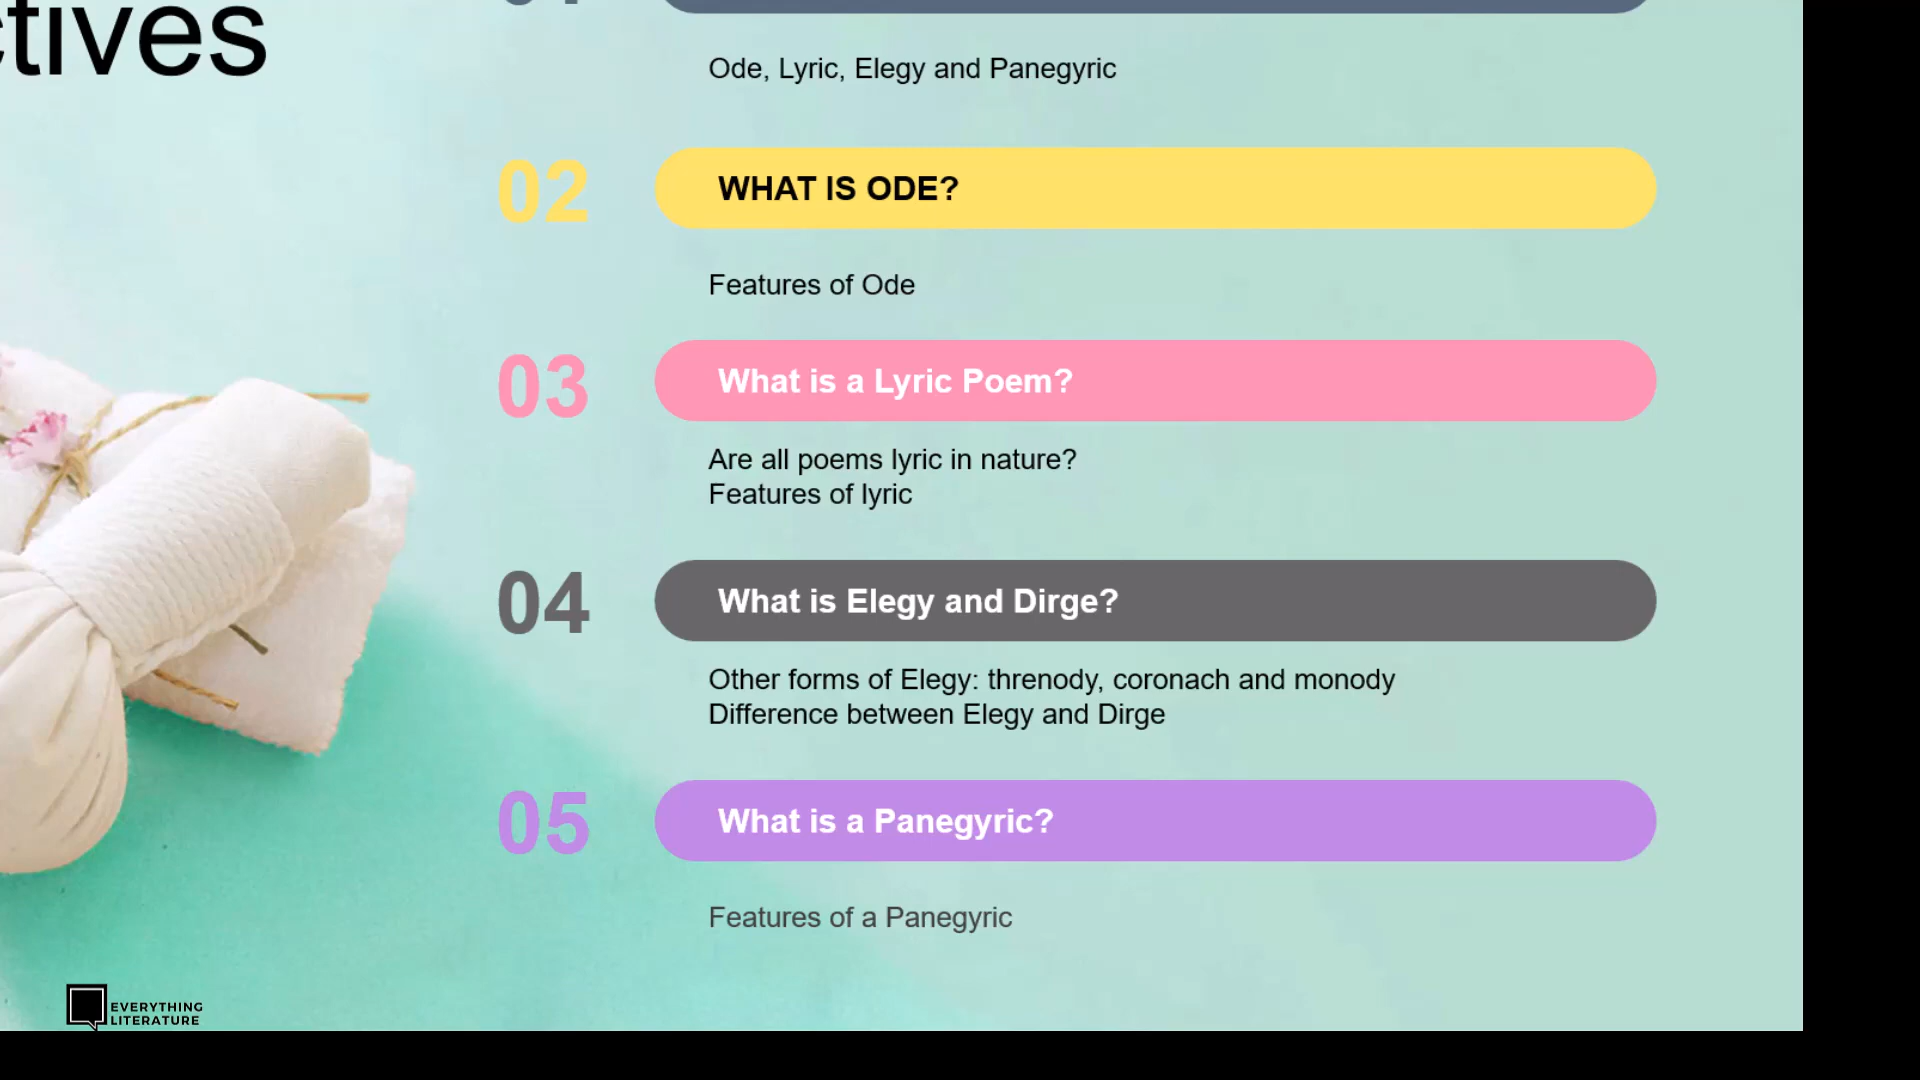 Ode, Lyric, Elegy and Panegyric
02
WHAT IS ODE?
Features of Ode
03
What is a Lyric Poem?
Are all poems lyric in nature?
Features of lyric
04
What is Elegy and Dirge?
Other forms of Elegy: threnody, coronach and monody
Difference between Elegy and Dirge
05
What is a Panegyric?
Features of a Panegyric
EVERYTHING
LITERATURE